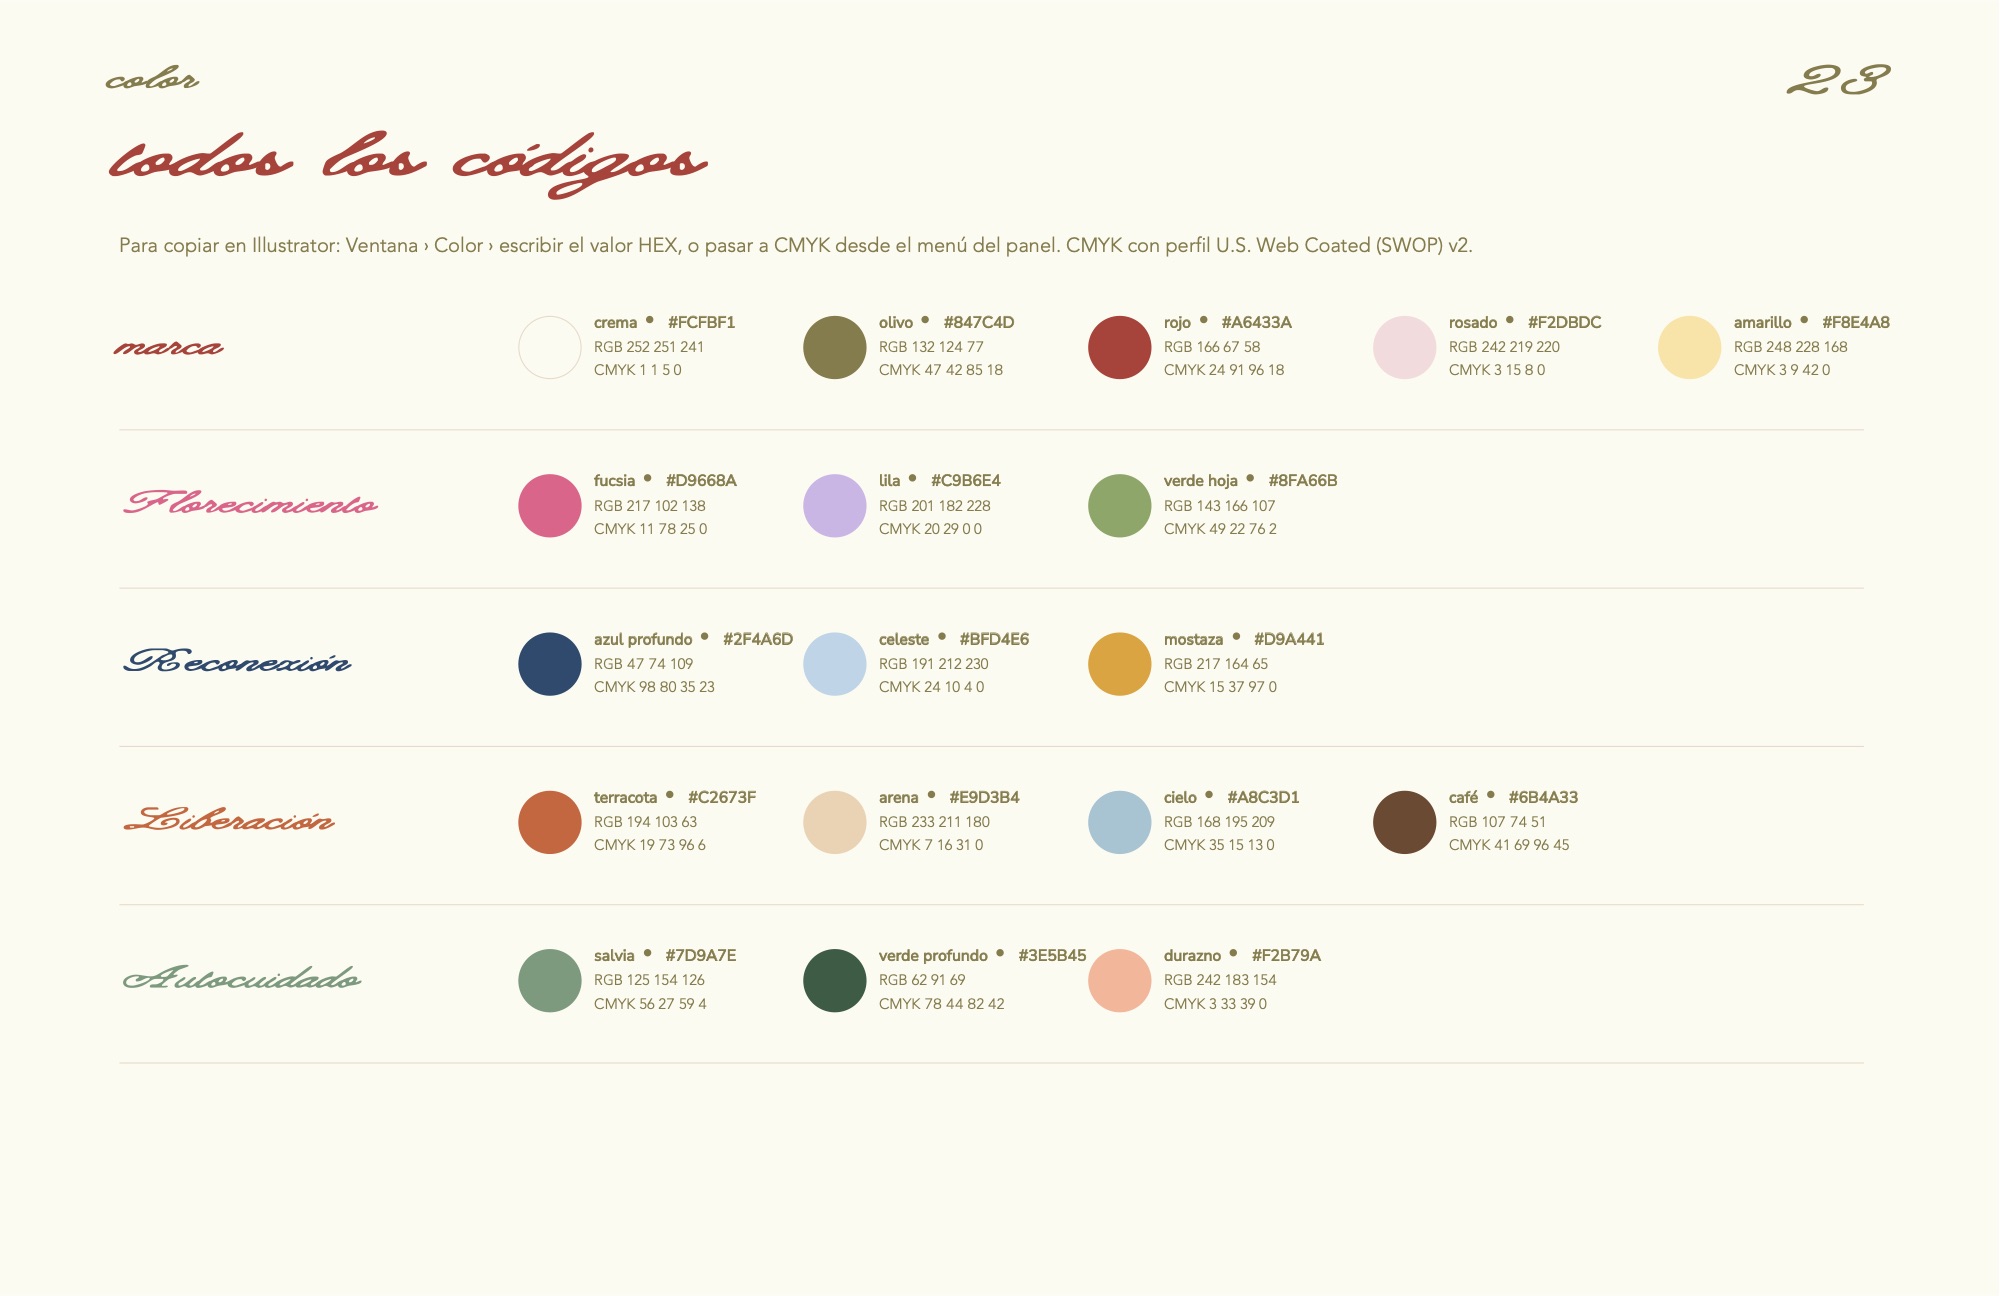 color
23
todos los códigos
Para copiar en Illustrator: Ventana › Color › escribir el valor HEX, o pasar a CMYK desde el menú del panel. CMYK con perfil U.S. Web Coated (SWOP) v2.
marca
crema • #FCFBF1
RGB 252 251 241
CMYK 1 1 5 0
olivo • #847C4D
RGB 132 124 77
CMYK 47 42 85 18
rojo • #A6433A
RGB 166 67 58
CMYK 24 91 96 18
rosado • #F2DBDC
RGB 242 219 220
CMYK 3 15 8 0
amarillo • #F8E4A8
RGB 248 228 168
CMYK 3 9 42 0
Florecimiento
fucsia • #D9668A
RGB 217 102 138
CMYK 11 78 25 0
lila • #C9B6E4
RGB 201 182 228
CMYK 20 29 0 0
verde hoja • #8FA66B
RGB 143 166 107
CMYK 49 22 76 2
Reconexión
azul profundo • #2F4A6D
RGB 47 74 109
CMYK 98 80 35 23
celeste • #BFD4E6
RGB 191 212 230
CMYK 24 10 4 0
mostaza • #D9A441
RGB 217 164 65
CMYK 15 37 97 0
Liberación
terracota • #C2673F
RGB 194 103 63
CMYK 19 73 96 6
arena • #E9D3B4
RGB 233 211 180
CMYK 7 16 31 0
cielo • #A8C3D1
RGB 168 195 209
CMYK 35 15 13 0
café • #6B4A33
RGB 107 74 51
CMYK 41 69 96 45
Autocuidado
salvia • #7D9A7E
RGB 125 154 126
CMYK 56 27 59 4
verde profundo • #3E5B45
RGB 62 91 69
CMYK 78 44 82 42
durazno • #F2B79A
RGB 242 183 154
CMYK 3 33 39 0